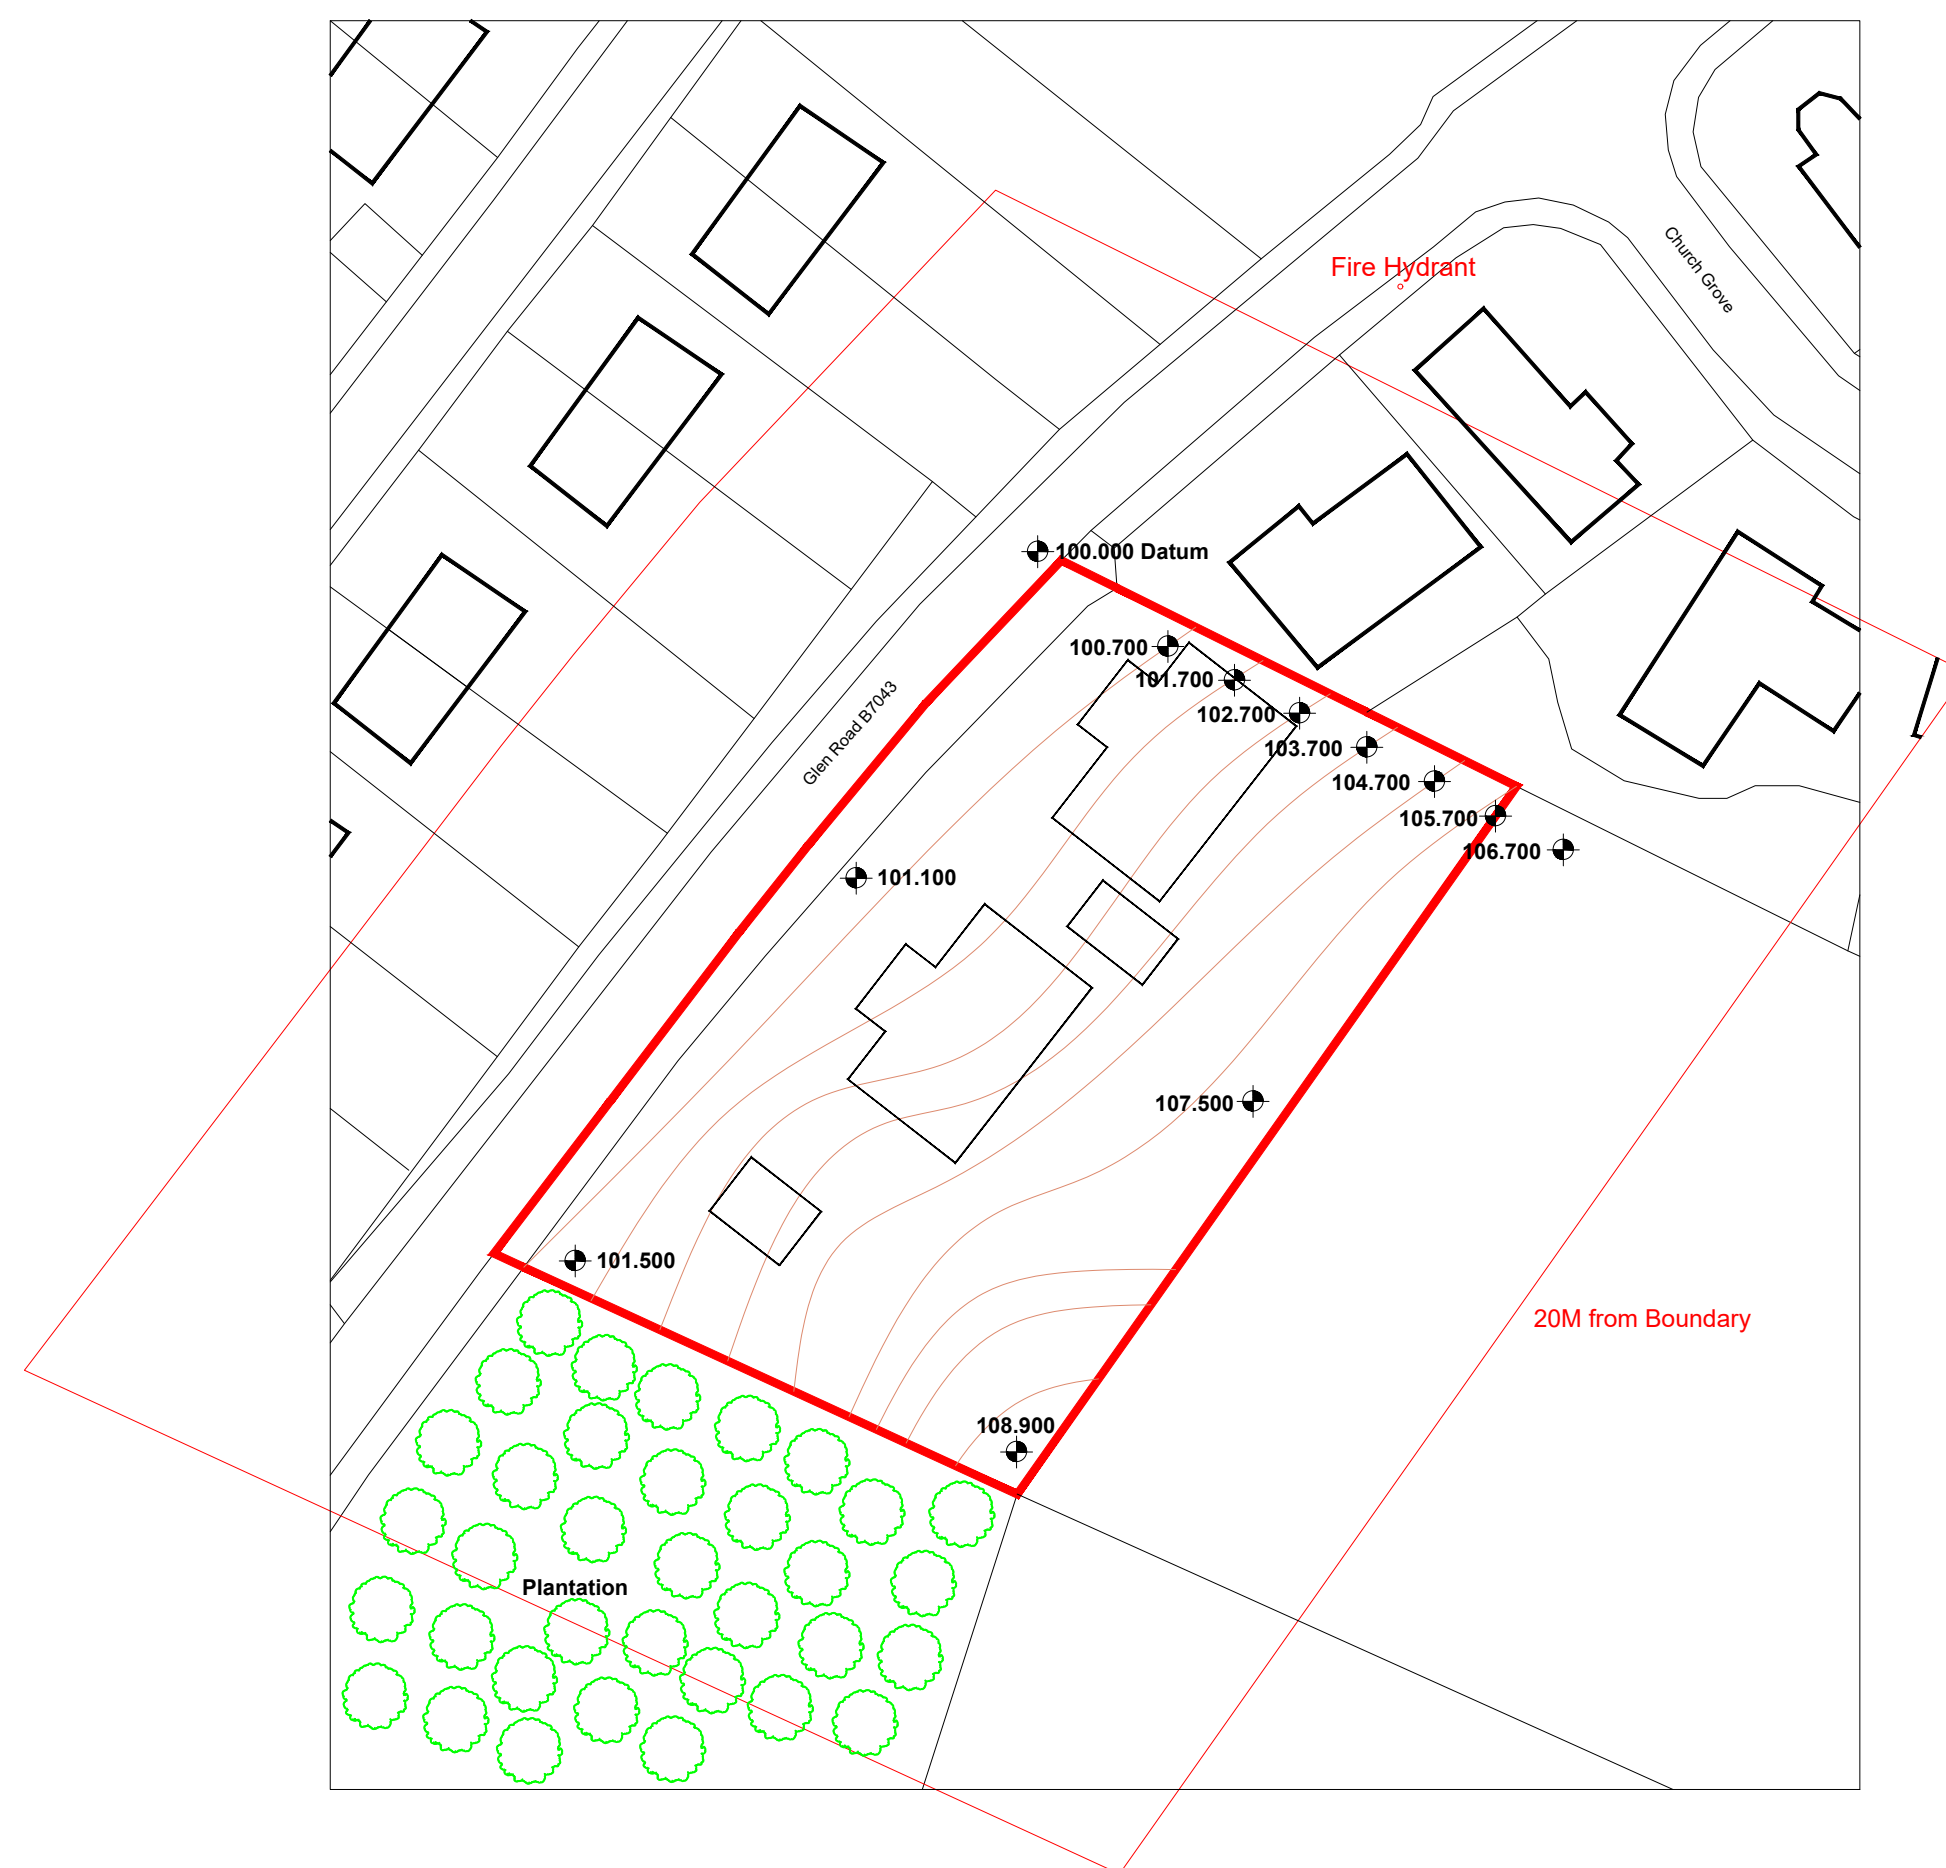 Church Grove
Fire Hydrant
100.000 Datum
100.700
101.700
102.700
103.700
104.700
105.700
106.700
Glen Road B7043
101.100
107.500
101.500
20M from Boundary
108.900
Plantation